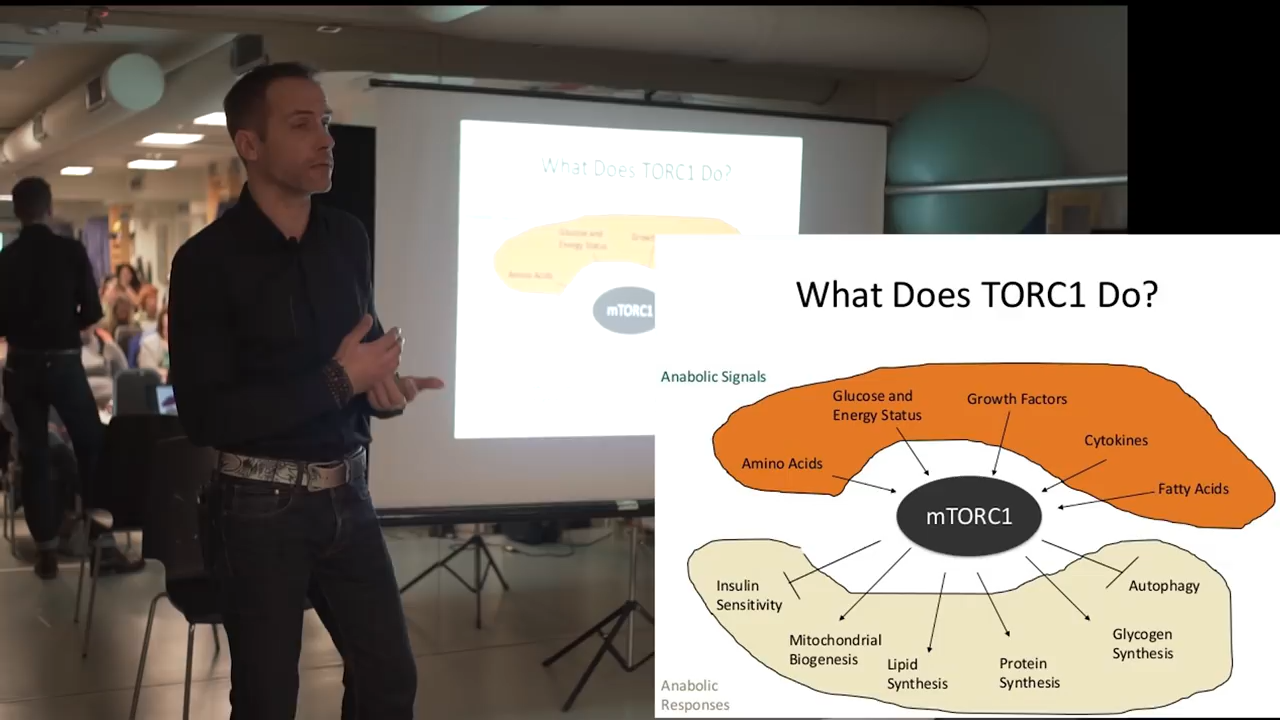 What Does TORC1 Do?
Glucose and
Energy Status
Growth
Amino Acids
mTORC1
What Does TORC1 Do?
Anabolic Signals
Glucose and
Energy Status
Growth Factors
Cytokines
Amino Acids
Fatty Acids
mTORC1
Insulin
Sensitivity
Autophagy
Mitochondrial
Biogenesis
Glycogen
Synthesis
Lipid
Synthesis
Protein
Synthesis
Anabolic
Responses